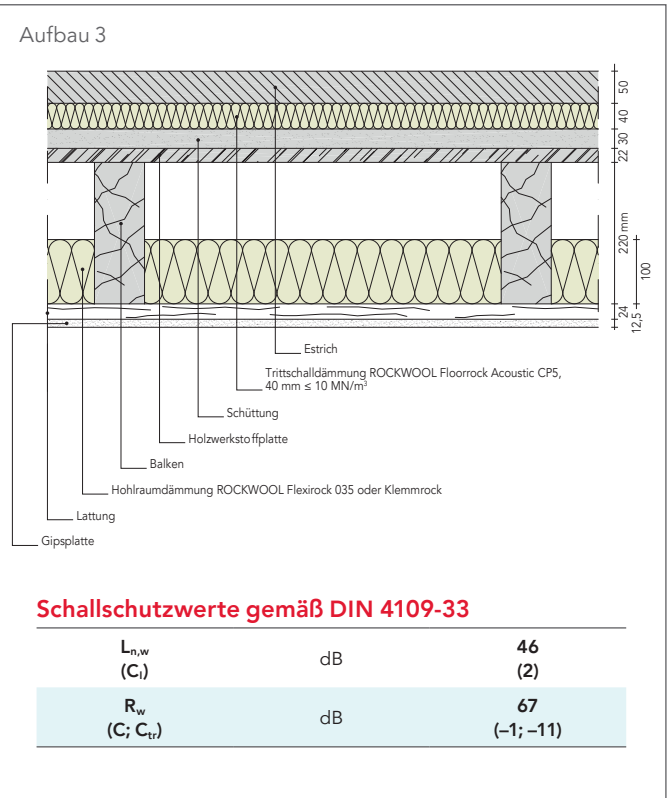 Aufbau 3
50
40
30
22
220 mm
100
24
12,5
Estrich
Trittschalldämmung ROCKWOOL Floorrock Acoustic CP5,
40 mm ≤ 10 MN/m³
Schüttung
Holzwerkstoffplatte
Balken
Hohlraumdämmung ROCKWOOL Flexirock 035 oder Klemmrock
Lattung
Gipsplatte
Schallschutzwerte gemäß DIN 4109-33
Ln,w dB 46
(CI) (2)
Rw dB 67
(C; Ctr) (–1; –11)